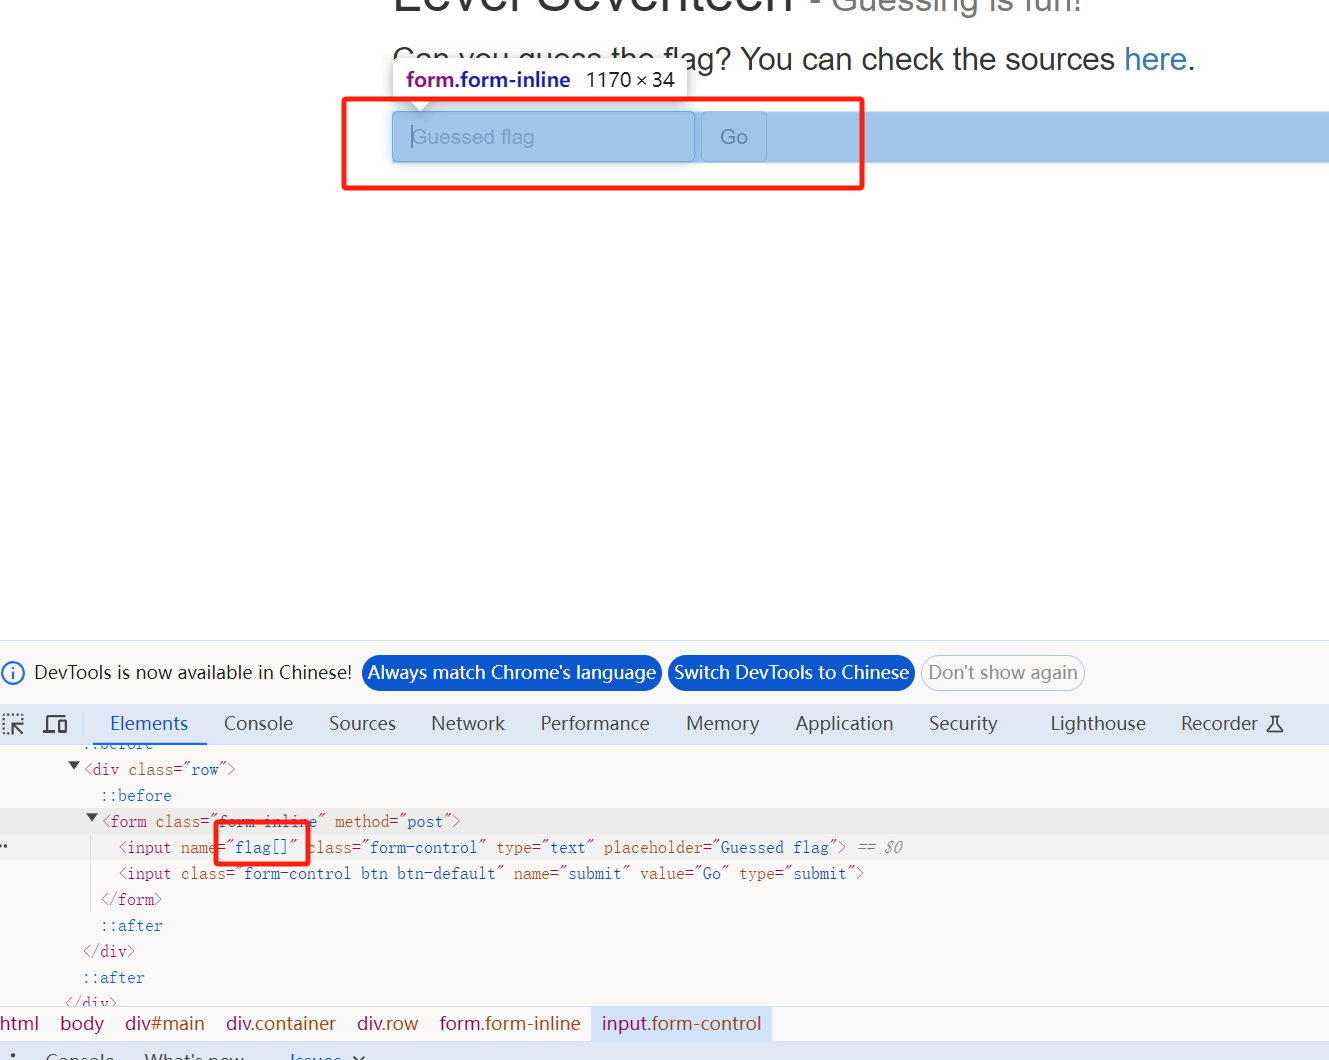 Level Seventeen - Guessing is fun!
Can you guess the flag? You can check the sources here.
form.form-inline 1170 × 34
Guessed flag Go
DevTools is now available in Chinese! Always match Chrome's language Switch DevTools to Chinese Don't show again
Elements Console Sources Network Performance Memory Application Security Lighthouse Recorder
::before
<div class="row">
::before
<form class="form-inline" method="post">
<input name="flag[]" class="form-control" type="text" placeholder="Guessed flag"> == $0
<input class="form-control btn btn-default" name="submit" value="Go" type="submit">
</form>
::after
</div>
::after
</div>
html body div#main div.container div.row form.form-inline input.form-control
Console What's new Issues